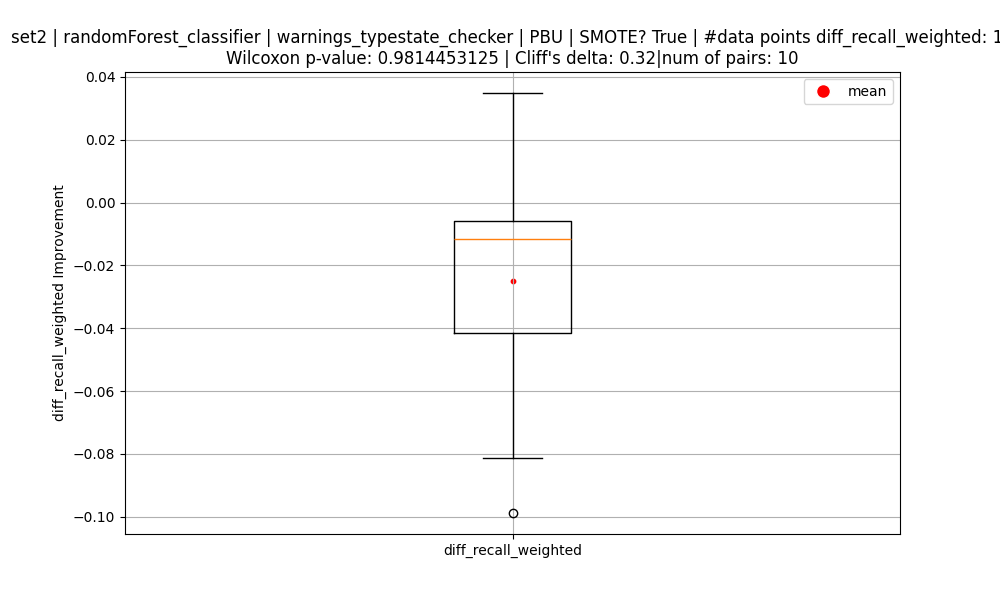 set2 | randomForest_classifier | warnings_typestate_checker | PBU | SMOTE? True | #data points diff_recall_weighted: 1
Wilcoxon p-value: 0.9814453125 | Cliff's delta: 0.32|num of pairs: 10
mean
0.04
0.02
0.00
−0.02
−0.04
−0.06
−0.08
−0.10
diff_recall_weighted Improvement
diff_recall_weighted